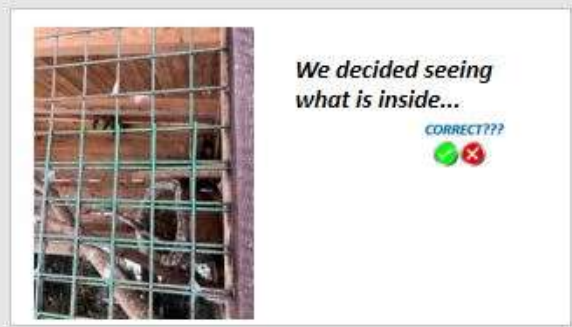 We decided seeing
what is inside...
CORRECT???